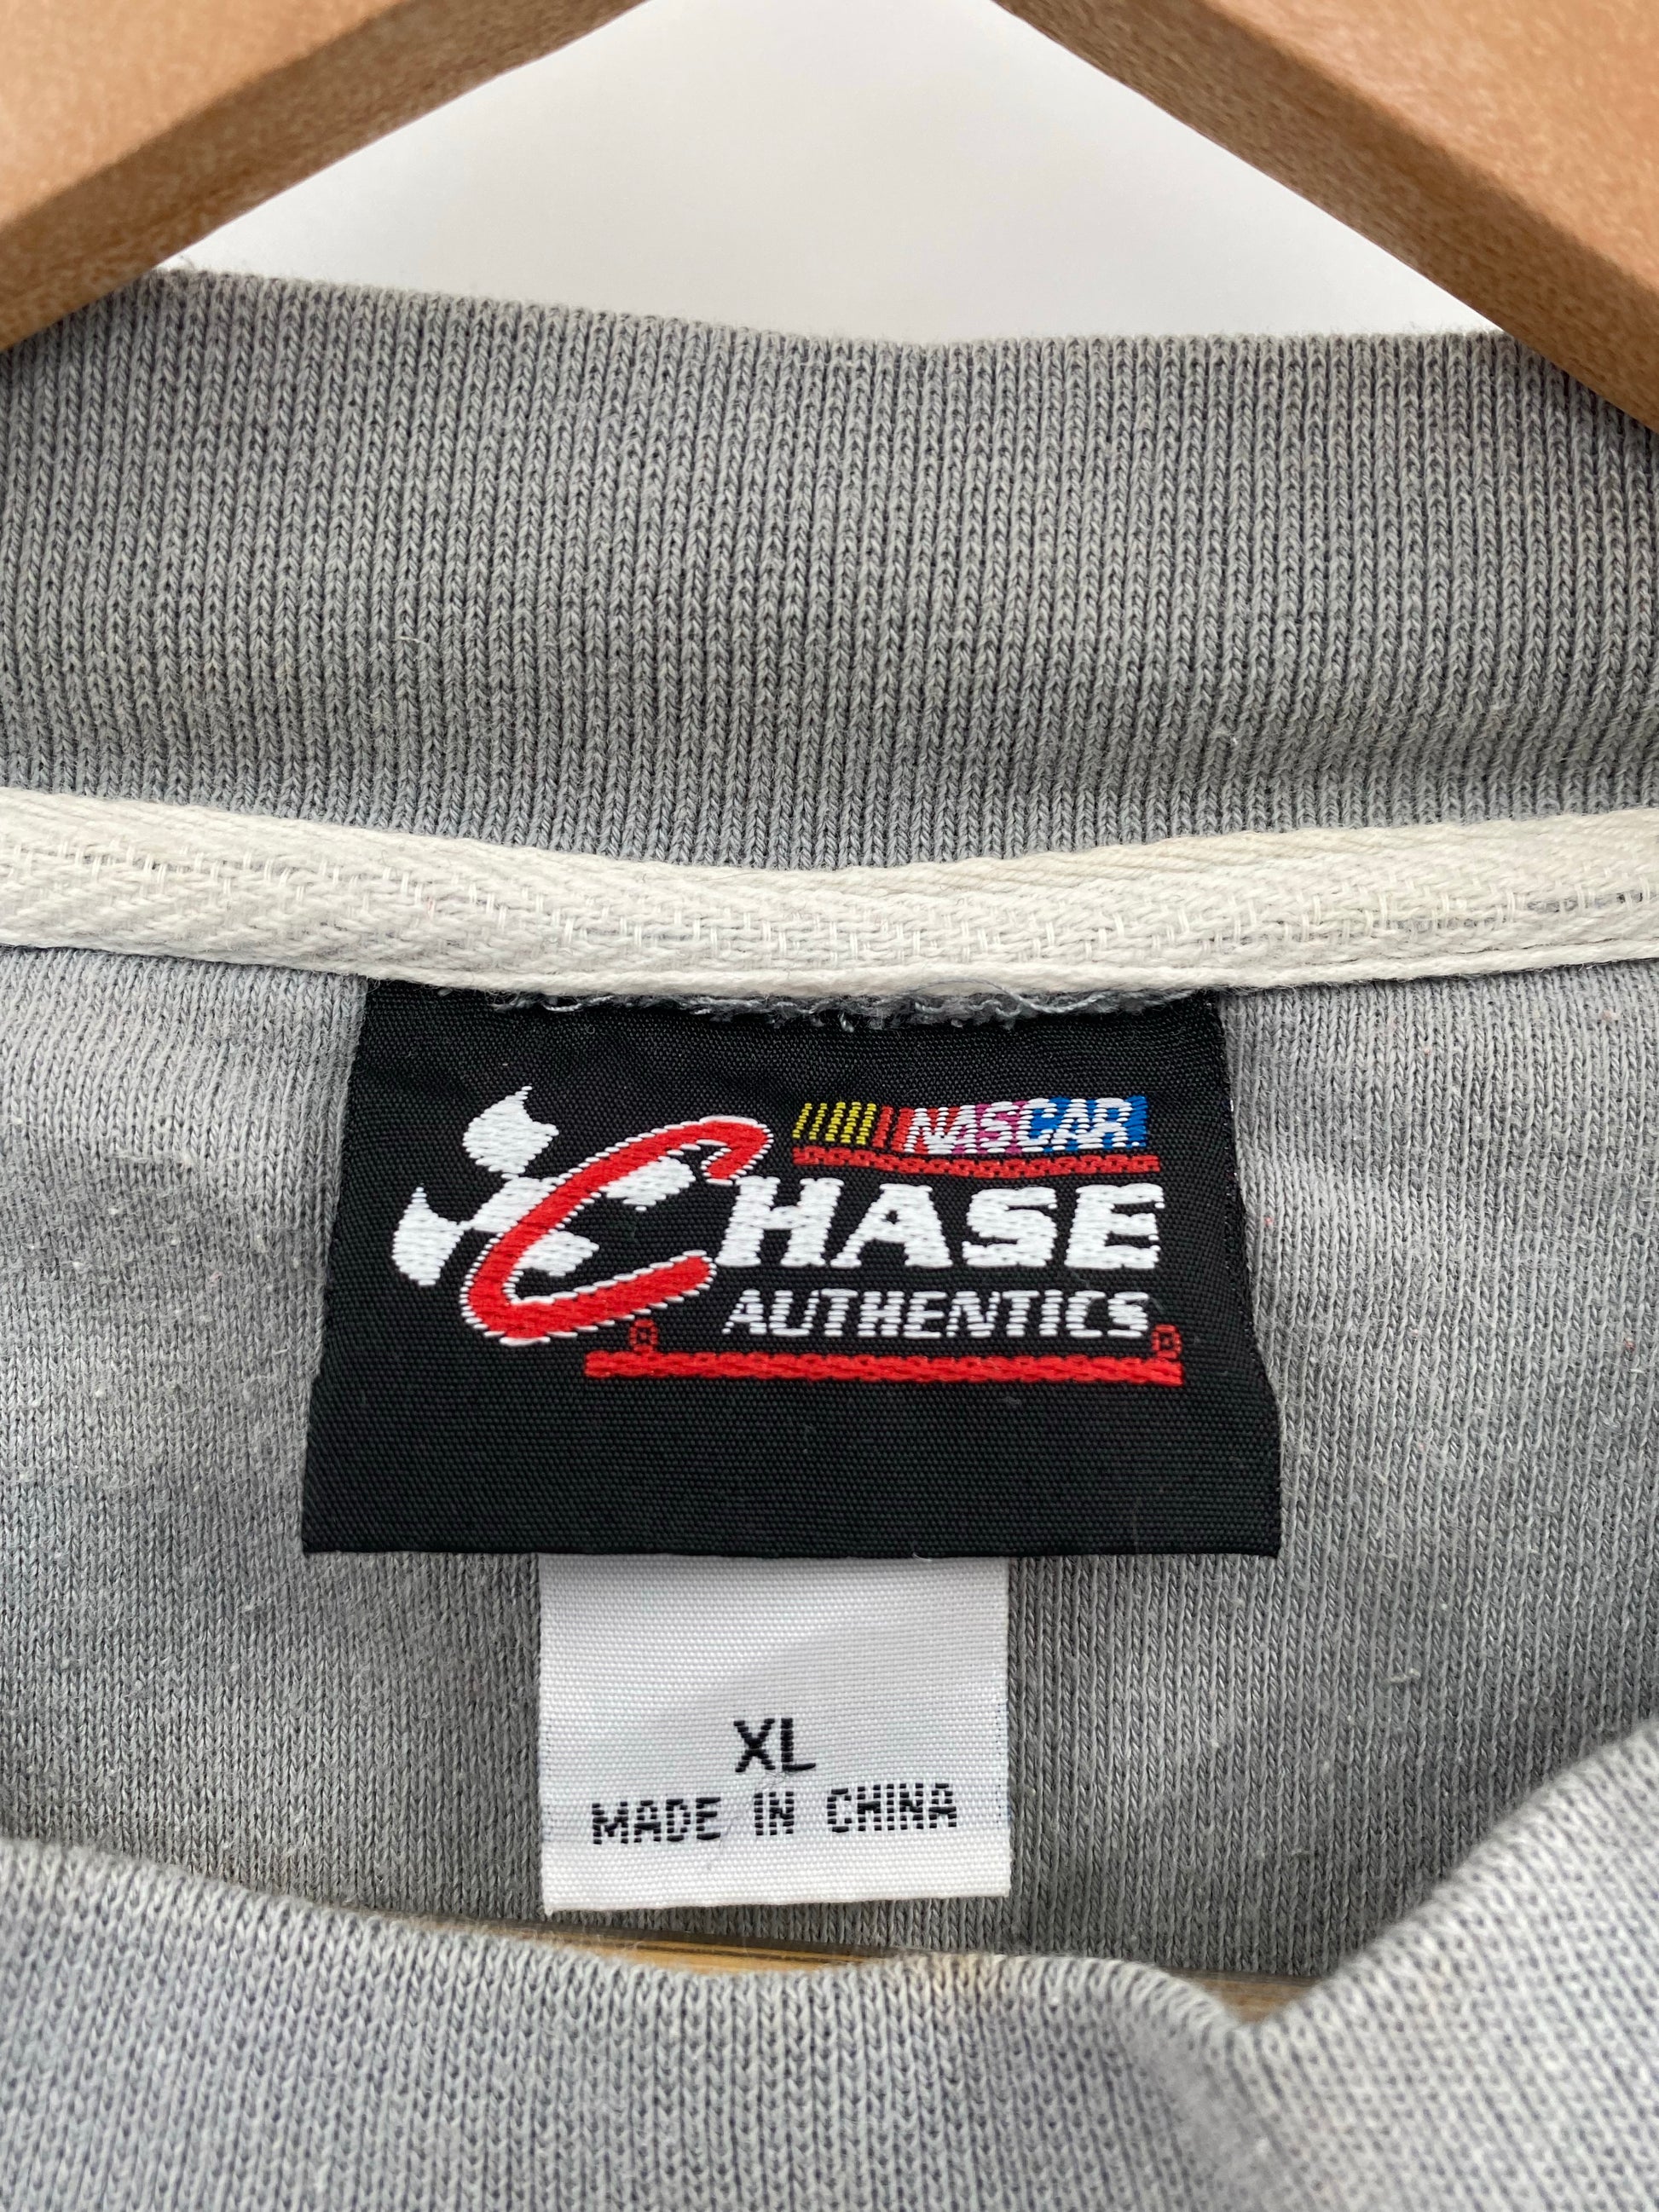 NASCAR
CHASE
AUTHENTICS
XL
MADE IN CHINA